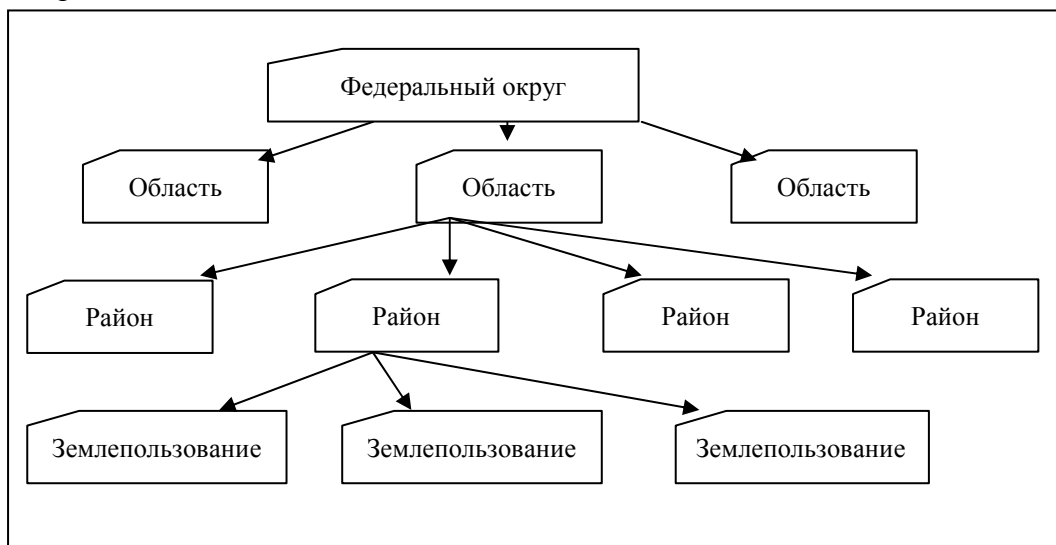 Федеральный округ
Область
Область
Область
Район
Район
Район
Район
Землепользование
Землепользование
Землепользование